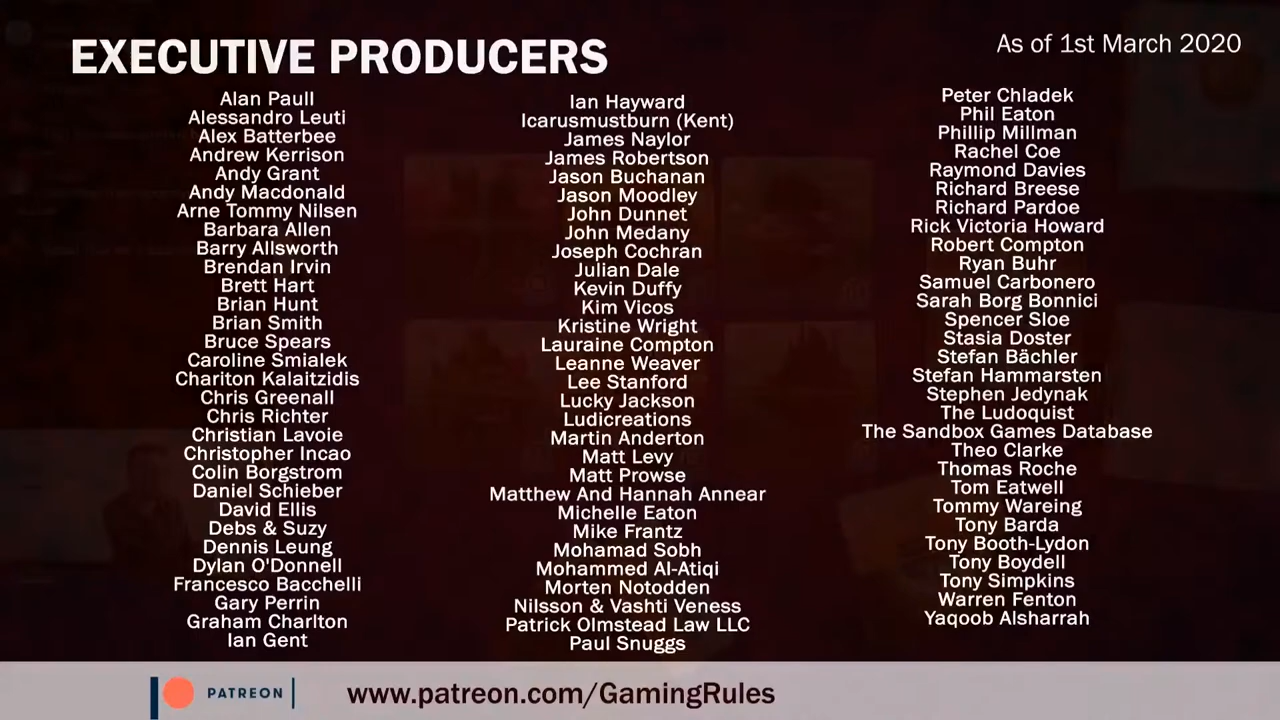 EXECUTIVE PRODUCERS
As of 1st March 2020
Alan Paull
Alessandro Leuti
Alex Batterbee
Andrew Kerrison
Andy Grant
Andy Macdonald
Arne Tommy Nilsen
Barbara Allen
Barry Allsworth
Brendan Irvin
Brett Hart
Brian Hunt
Brian Smith
Bruce Spears
Caroline Smialek
Chariton Kalaitzidis
Chris Greenall
Chris Richter
Christian Lavoie
Christopher Incao
Colin Borgstrom
Daniel Schieber
David Ellis
Debs & Suzy
Dennis Leung
Dylan O'Donnell
Francesco Bacchelli
Gary Perrin
Graham Charlton
Ian Gent
Ian Hayward
Icarusmustburn (Kent)
James Naylor
James Robertson
Jason Buchanan
Jason Moodley
John Dunnet
John Medany
Joseph Cochran
Julian Dale
Kevin Duffy
Kim Vicos
Kristine Wright
Lauraine Compton
Leanne Weaver
Lee Stanford
Lucky Jackson
Ludicreations
Martin Anderton
Matt Levy
Matt Prowse
Matthew And Hannah Annear
Michelle Eaton
Mike Frantz
Mohamad Sobh
Mohammed Al-Atiqi
Morten Notodden
Nilsson & Vashti Veness
Patrick Olmstead Law LLC
Paul Snuggs
Peter Chladek
Phil Eaton
Phillip Millman
Rachel Coe
Raymond Davies
Richard Breese
Richard Pardoe
Rick Victoria Howard
Robert Compton
Ryan Buhr
Samuel Carbonero
Sarah Borg Bonnici
Spencer Sloe
Stasia Doster
Stefan Bächler
Stefan Hammarsten
Stephen Jedynak
The Ludoquist
The Sandbox Games Database
Theo Clarke
Thomas Roche
Tom Eatwell
Tommy Wareing
Tony Barda
Tony Booth-Lydon
Tony Boydell
Tony Simpkins
Warren Fenton
Yaqoob Alsharrah
PATREON
www.patreon.com/GamingRules